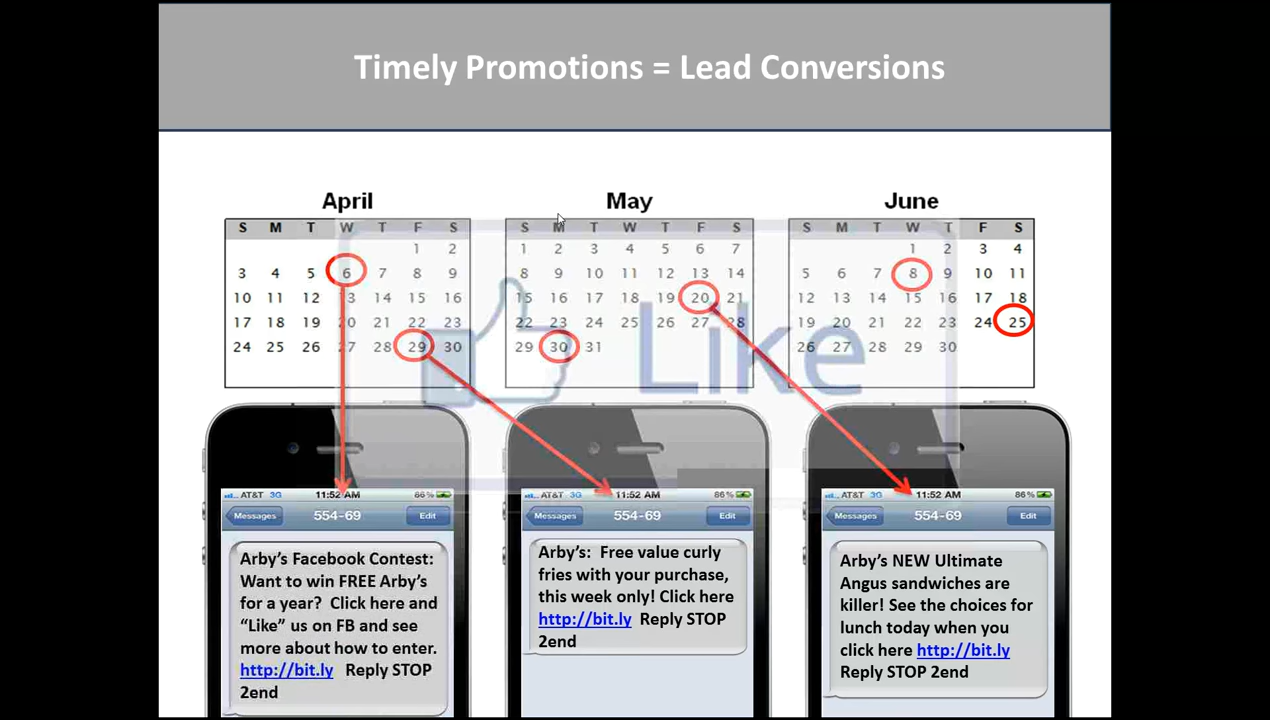 Timely Promotions = Lead Conversions
April
S M T W T F S
1 2
3 4 5 6 7 8 9
10 11 12 13 14 15 16
17 18 19 20 21 22 23
24 25 26 27 28 29 30
May
S M T W T F S
1 2 3 4 5 6 7
8 9 10 11 12 13 14
15 16 17 18 19 20 21
22 23 24 25 26 27 28
29 30 31
June
S M T W T F S
1 2 3 4
5 6 7 8 9 10 11
12 13 14 15 16 17 18
19 20 21 22 23 24 25
26 27 28 29 30
Like
AT&T 3G 11:52 AM 86%
Messages 554-69 Edit
Arby's Facebook Contest:
Want to win FREE Arby's
for a year? Click here and
“Like” us on FB and see
more about how to enter.
http://bit.ly Reply STOP
2end
AT&T 3G 11:52 AM 86%
Messages 554-69 Edit
Arby's: Free value curly
fries with your purchase,
this week only! Click here
http://bit.ly Reply STOP
2end
AT&T 3G 11:52 AM 86%
Messages 554-69 Edit
Arby's NEW Ultimate
Angus sandwiches are
killer! See the choices for
lunch today when you
click here http://bit.ly
Reply STOP 2end